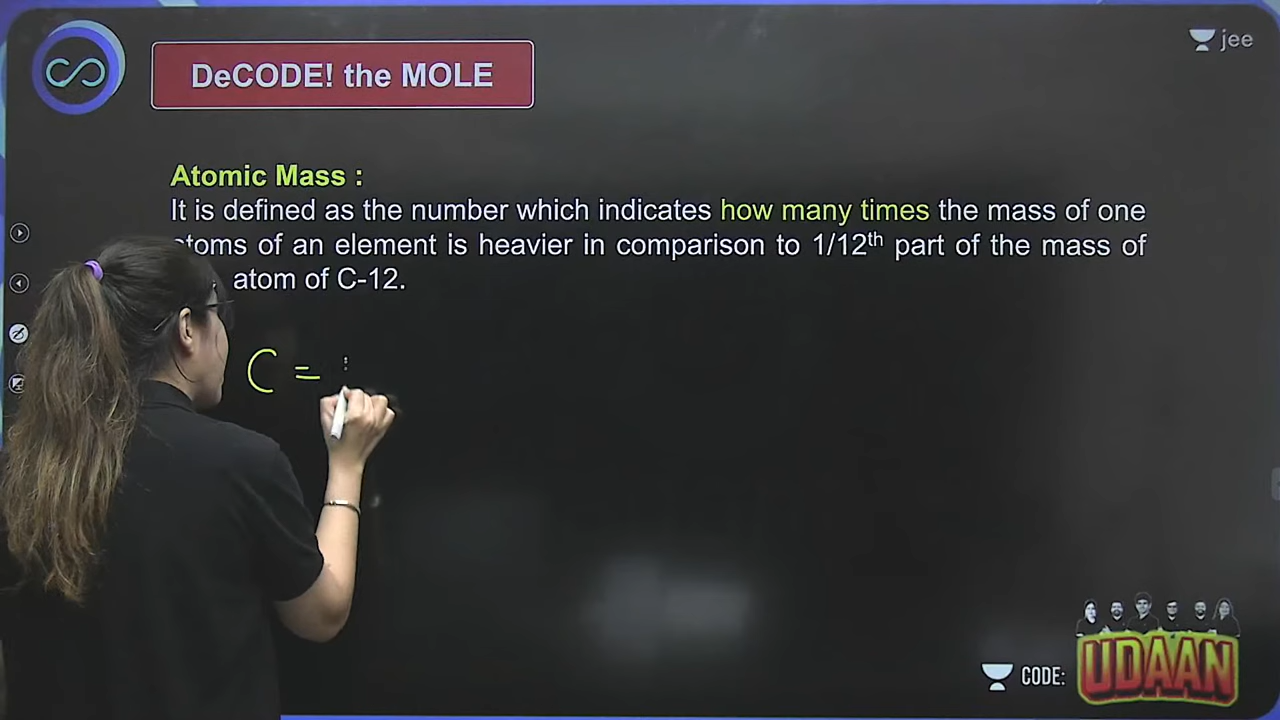 jee
DeCODE! the MOLE
Atomic Mass :
It is defined as the number which indicates how many times the mass of one
atoms of an element is heavier in comparison to 1/12th part of the mass of
atom of C-12.
C =
CODE:
UDAAN